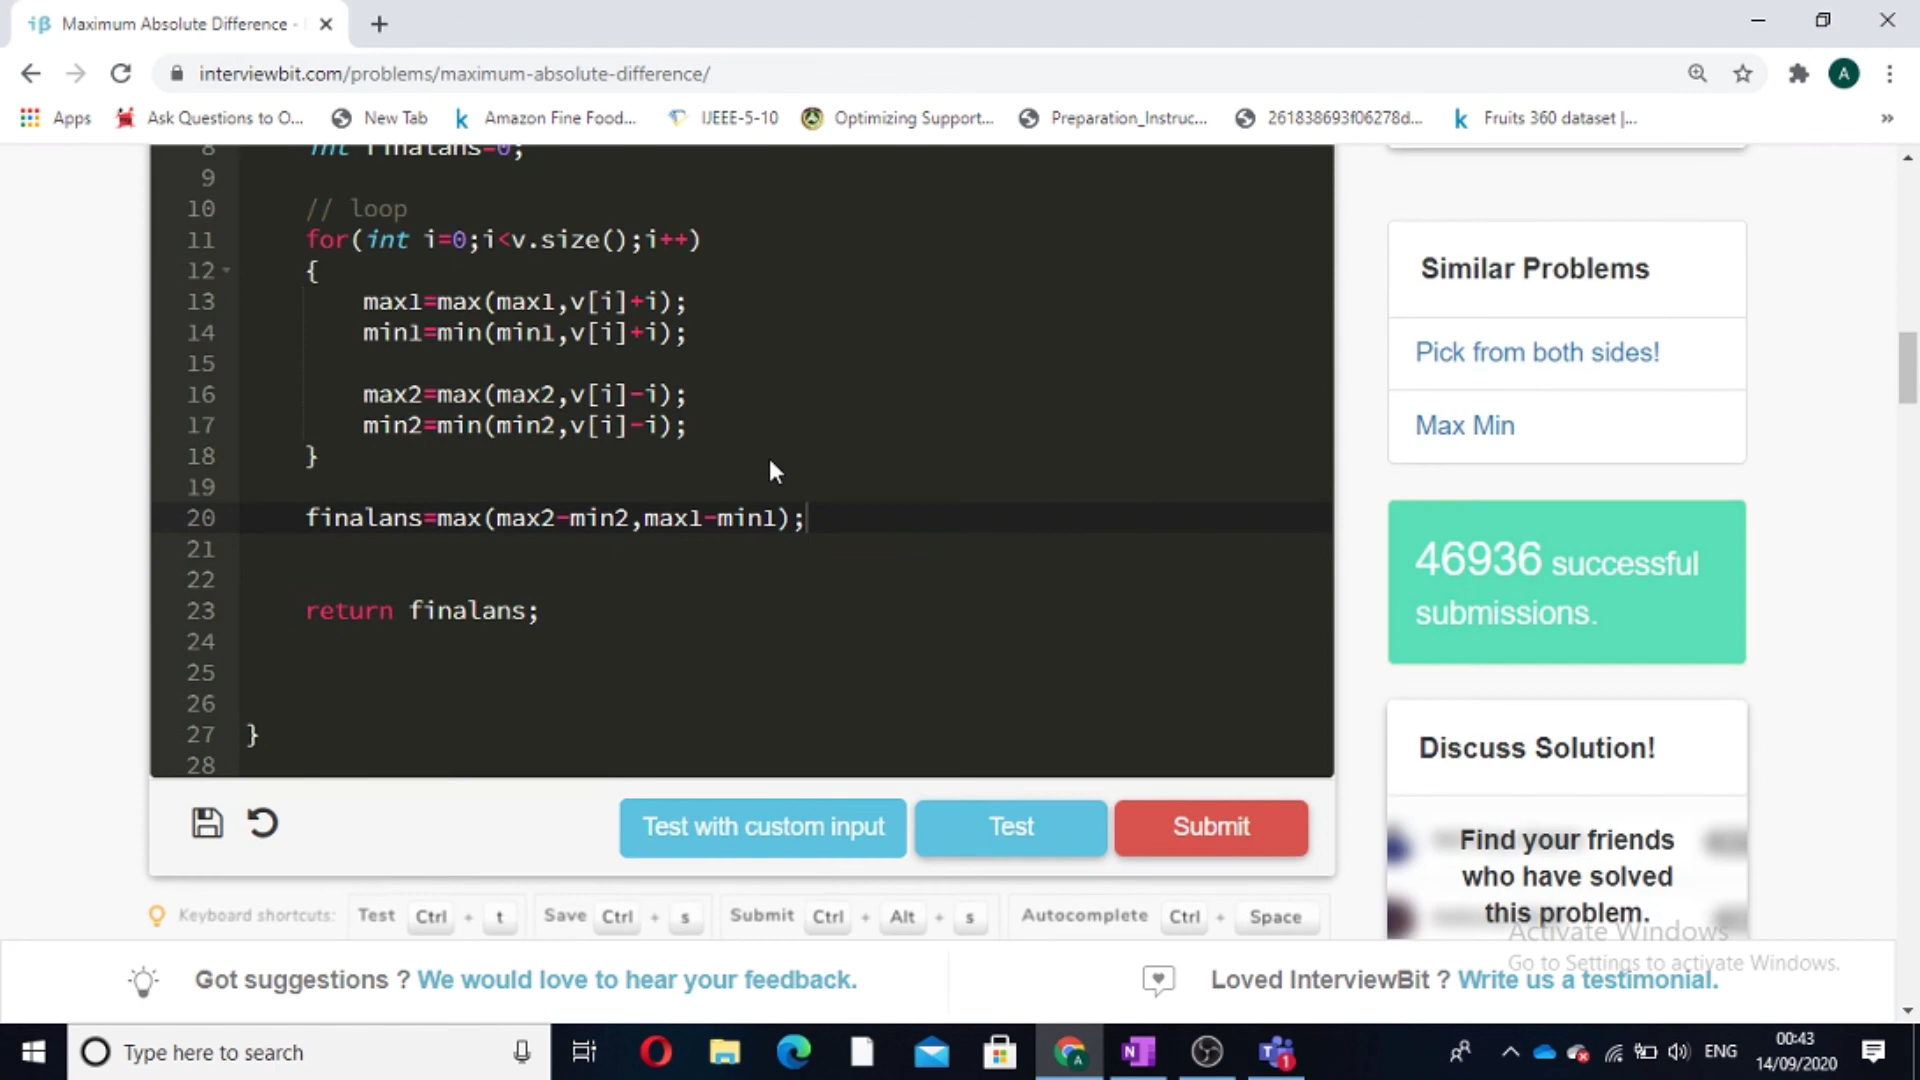 Maximum Absolute Difference -
interviewbit.com/problems/maximum-absolute-difference/
A
Apps
Ask Questions to O...
New Tab
Amazon Fine Food...
IJEEE-5-10
Optimizing Support...
Preparation_Instruc...
261838693f06278d...
Fruits 360 dataset |...
»
8 int finalans=0;
9
10 // loop
11 for(int i=0;i<v.size();i++)
12 {
13 max1=max(max1,v[i]+i);
14 min1=min(min1,v[i]+i);
15
16 max2=max(max2,v[i]-i);
17 min2=min(min2,v[i]-i);
18 }
19
20 finalans=max(max2-min2,max1-min1);
21
22
23 return finalans;
24
25
26
27 }
28
Test with custom input
Test
Submit
Keyboard shortcuts: Test Ctrl + t Save Ctrl + s Submit Ctrl + Alt + s Autocomplete Ctrl + Space
Similar Problems
Pick from both sides!
Max Min
46936 successful
submissions.
Discuss Solution!
Find your friends
who have solved
this problem.
Activate Windows
Go to Settings to activate Windows.
Got suggestions ? We would love to hear your feedback.
Loved InterviewBit ? Write us a testimonial.
Type here to search
ENG
00:43
14/09/2020